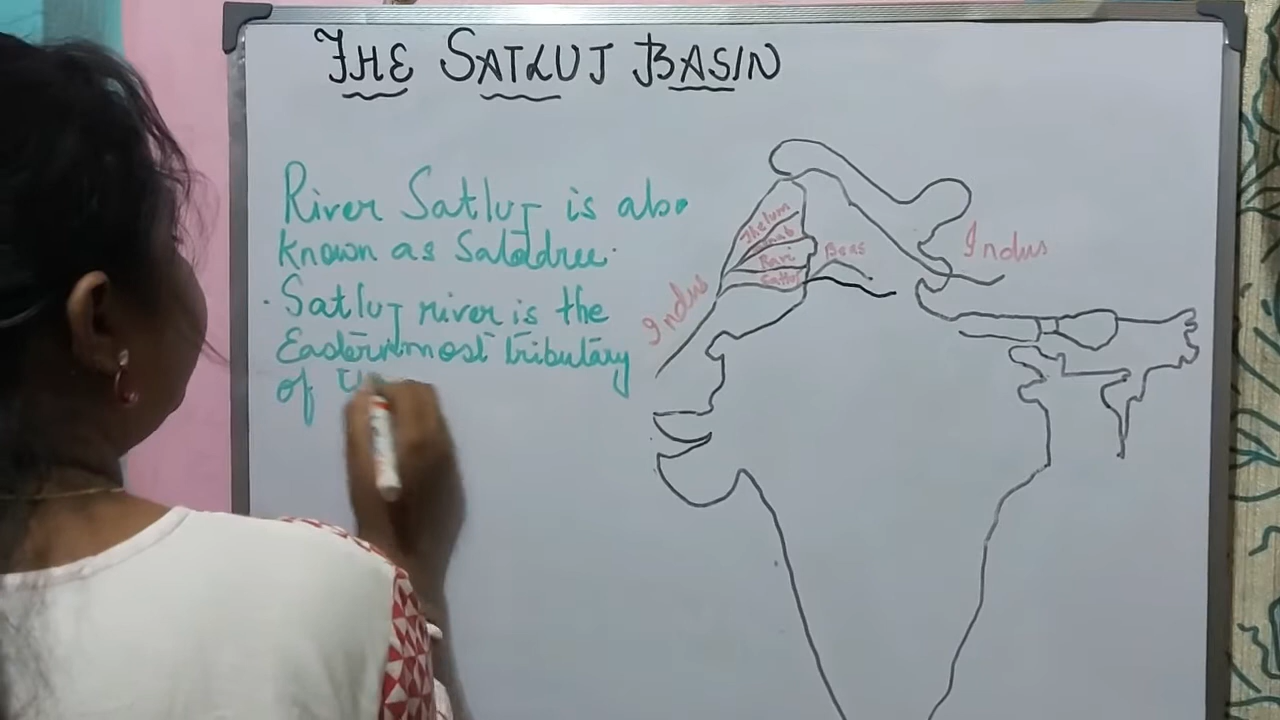 THE SATLUJ BASIN
River Satluj is also
known as Satadree.
Satluj river is the
Easternmost tributary
of
Jhelum
Ravi
Satluj
Beas
Indus
Indus